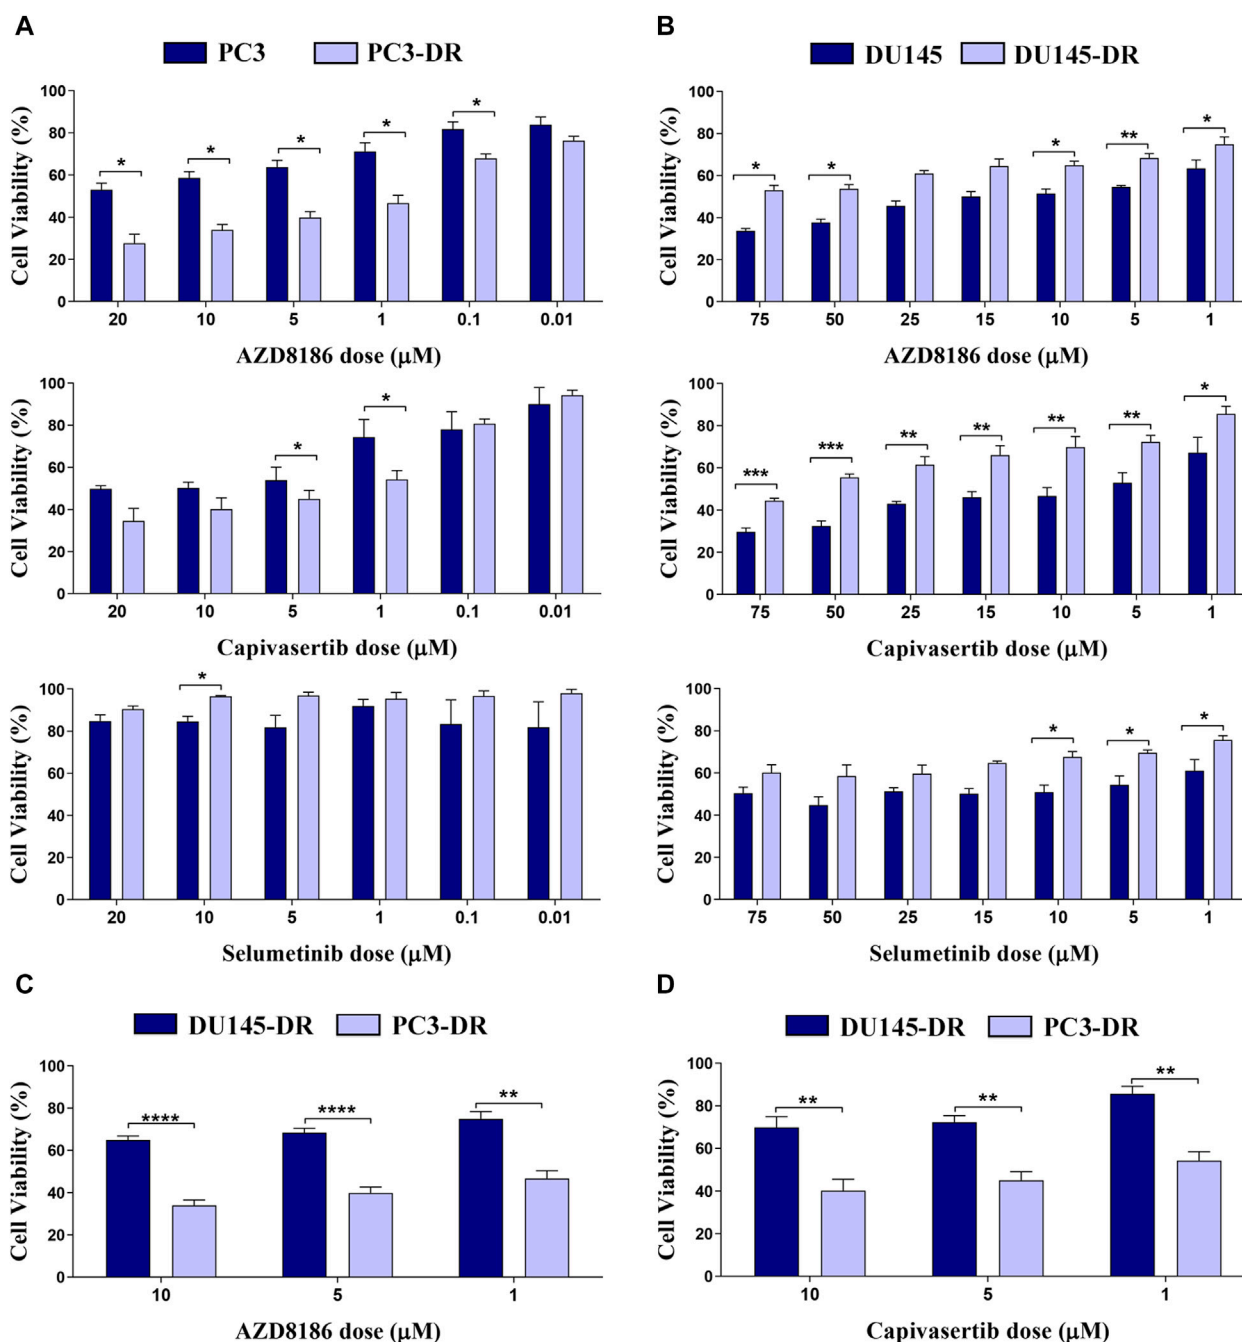 A
PC3 PC3-DR
Cell Viability (%)
100
80
60
40
20
0
* * * * *
20 10 5 1 0.1 0.01
AZD8186 dose (μM)
Cell Viability (%)
100
80
60
40
20
0
* *
20 10 5 1 0.1 0.01
Capivasertib dose (μM)
Cell Viability (%)
100
80
60
40
20
0
*
20 10 5 1 0.1 0.01
Selumetinib dose (μM)
B
DU145 DU145-DR
Cell Viability (%)
100
80
60
40
20
0
* * * ** *
75 50 25 15 10 5 1
AZD8186 dose (μM)
Cell Viability (%)
100
80
60
40
20
0
*** *** ** ** ** ** *
75 50 25 15 10 5 1
Capivasertib dose (μM)
Cell Viability (%)
100
80
60
40
20
0
* * *
75 50 25 15 10 5 1
Selumetinib dose (μM)
C
DU145-DR PC3-DR
Cell Viability (%)
100
80
60
40
20
0
**** **** **
10 5 1
AZD8186 dose (μM)
D
DU145-DR PC3-DR
Cell Viability (%)
100
80
60
40
20
0
** ** **
10 5 1
Capivasertib dose (μM)